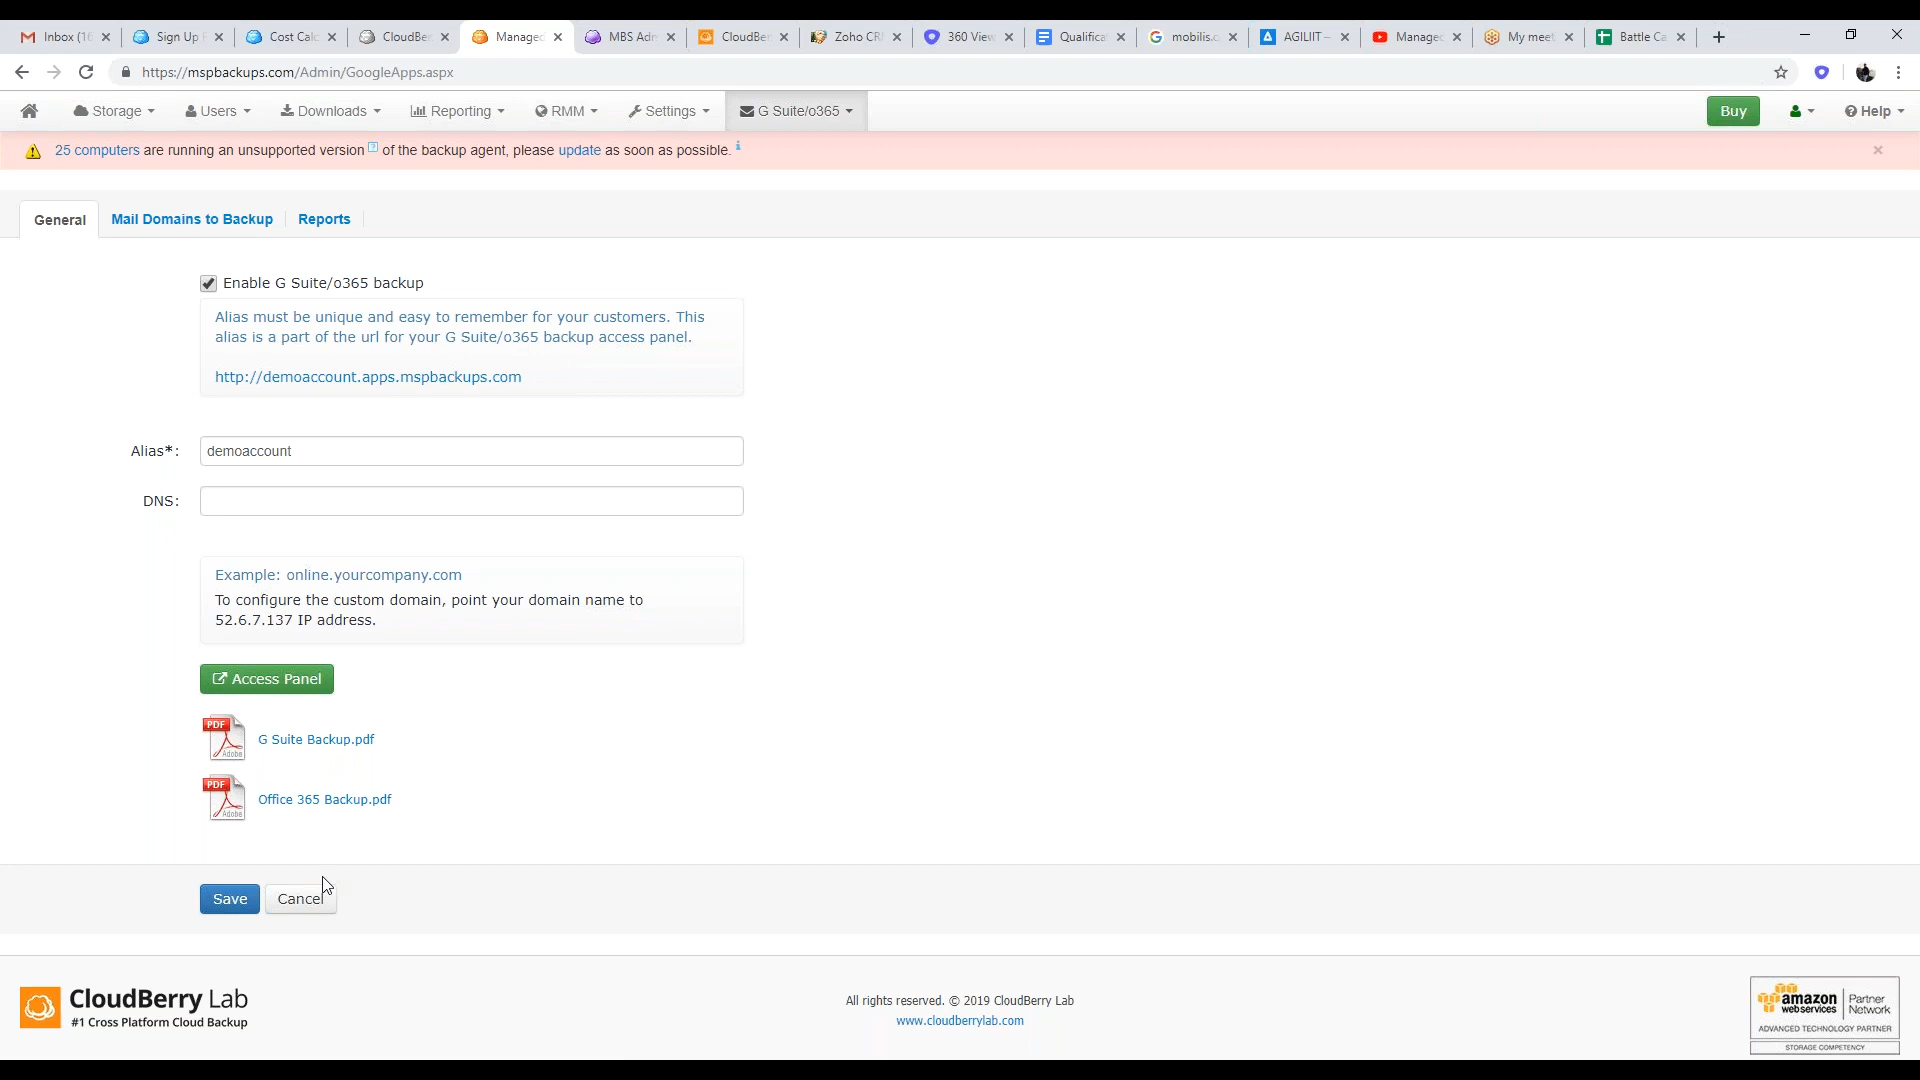 Inbox (16
Sign Up F
Cost Calc
CloudBer
Managed
MBS Adm
CloudBer
Zoho CR
360 View
Qualificat
mobilis.c
AGILIIT –
Managed
My meet
Battle Ca
https://mspbackups.com/Admin/GoogleApps.aspx
Storage
Users
Downloads
Reporting
RMM
Settings
G Suite/o365
Buy
Help
25 computers are running an unsupported version ? of the backup agent, please update as soon as possible. i
General
Mail Domains to Backup
Reports
Enable G Suite/o365 backup
Alias must be unique and easy to remember for your customers. This
alias is a part of the url for your G Suite/o365 backup access panel.
http://demoaccount.apps.mspbackups.com
Alias*:
demoaccount
DNS:
Example: online.yourcompany.com
To configure the custom domain, point your domain name to
52.6.7.137 IP address.
Access Panel
PDF
Adobe
G Suite Backup.pdf
PDF
Adobe
Office 365 Backup.pdf
Save
Cancel
CloudBerry Lab
#1 Cross Platform Cloud Backup
All rights reserved. © 2019 CloudBerry Lab
www.cloudberrylab.com
amazon
webservices
Partner
Network
ADVANCED TECHNOLOGY PARTNER
STORAGE COMPETENCY